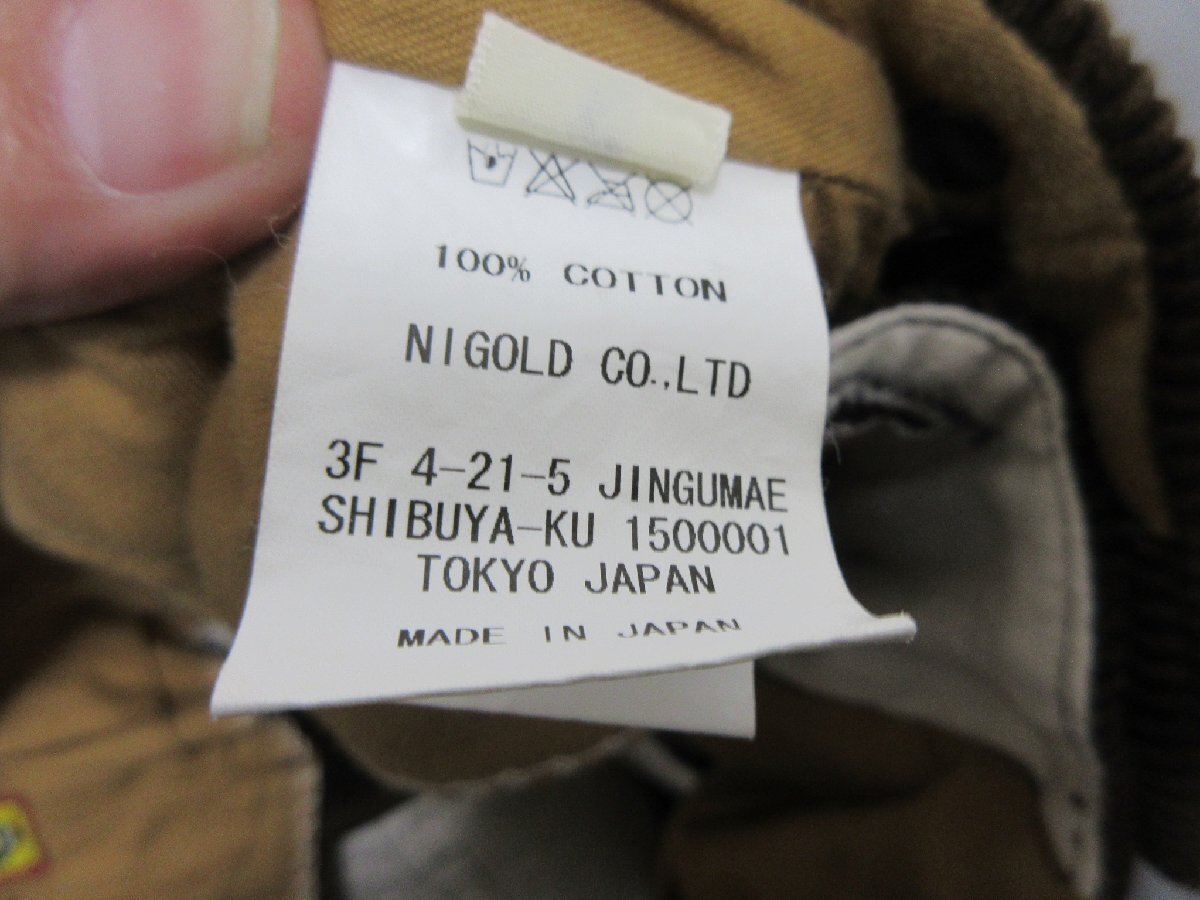 100% COTTON
NIGOLD CO.,LTD
3F 4-21-5 JINGUMAE
SHIBUYA-KU 1500001
TOKYO JAPAN
MADE IN JAPAN